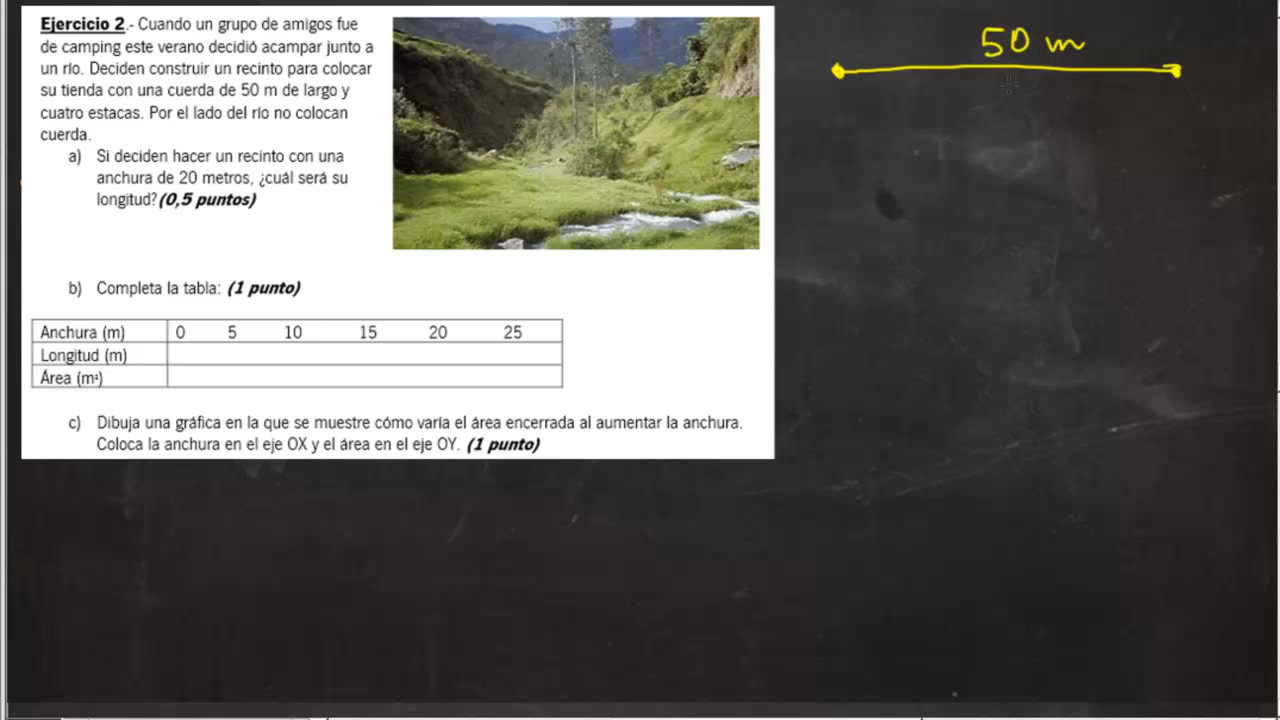 Ejercicio 2.- Cuando un grupo de amigos fue
de camping este verano decidió acampar junto a
un río. Deciden construir un recinto para colocar
su tienda con una cuerda de 50 m de largo y
cuatro estacas. Por el lado del río no colocan
cuerda.
a) Si deciden hacer un recinto con una
anchura de 20 metros, ¿cuál será su
longitud? (0,5 puntos)
b) Completa la tabla: (1 punto)
Anchura (m) 0 5 10 15 20 25
Longitud (m)
Área (m²)
c) Dibuja una gráfica en la que se muestre cómo varía el área encerrada al aumentar la anchura.
Coloca la anchura en el eje OX y el área en el eje OY. (1 punto)
50 m